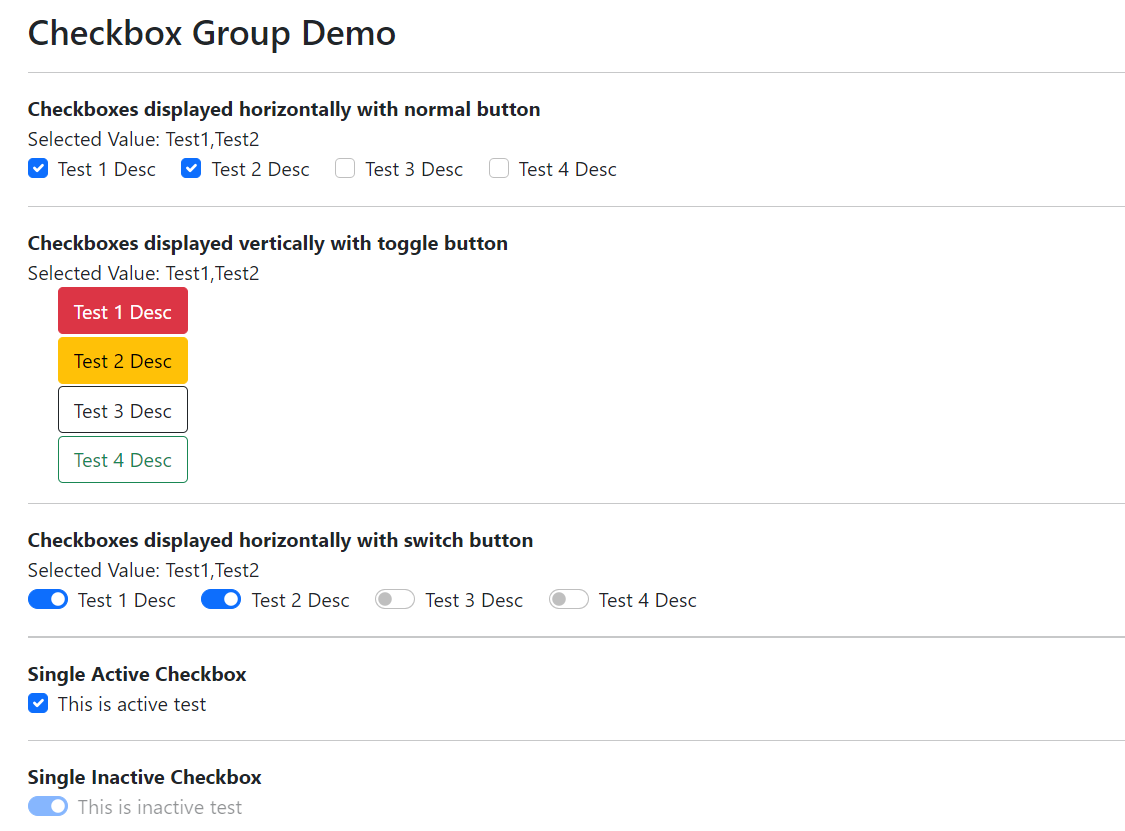 Checkbox Group Demo
Checkboxes displayed horizontally with normal button
Selected Value: Test1,Test2
Test 1 Desc Test 2 Desc Test 3 Desc Test 4 Desc
Checkboxes displayed vertically with toggle button
Selected Value: Test1,Test2
Test 1 Desc
Test 2 Desc
Test 3 Desc
Test 4 Desc
Checkboxes displayed horizontally with switch button
Selected Value: Test1,Test2
Test 1 Desc Test 2 Desc Test 3 Desc Test 4 Desc
Single Active Checkbox
This is active test
Single Inactive Checkbox
This is inactive test